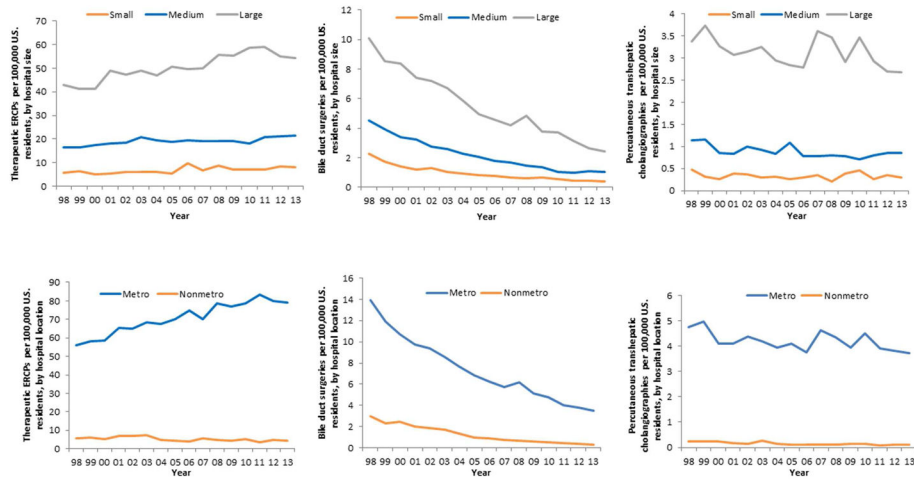 Small Medium Large
Therapeutic ERCPs per 100,000 U.S.
residents, by hospital size
70
60
50
40
30
20
10
0
98 99 00 01 02 03 04 05 06 07 08 09 10 11 12 13
Year
Small Medium Large
Bile duct surgeries per 100,000 US.
residents, by hospital size
12
10
8
6
4
2
0
98 99 00 01 02 03 04 05 06 07 08 09 10 11 12 13
Year
Small Medium Large
Percuataneous transhepatic
cholangiographies per 100,000 U.S.
residents, by hospital size
4
3.5
3
2.5
2
1.5
1
0.5
0
98 99 00 01 02 03 04 05 06 07 08 09 10 11 12 13
Year
Metro Nonmetro
Therapeutic ERCPs per 100,000 U.S.
residents, by hospital location
90
80
70
60
50
40
30
20
10
0
98 99 00 01 02 03 04 05 06 07 08 09 10 11 12 13
Year
Metro Nonmetro
Bile duct surgeries per 100,000 U.S.
residents, by hospital location
16
14
12
10
8
6
4
2
0
98 99 00 01 02 03 04 05 06 07 08 09 10 11 12 13
Year
Metro Nonmetro
Percutaneous transhepatic
cholangiographies per 100,000 U.S.
residents, by hospital location
6
5
4
3
2
1
0
98 99 00 01 02 03 04 05 06 07 08 09 10 11 12 13
Year